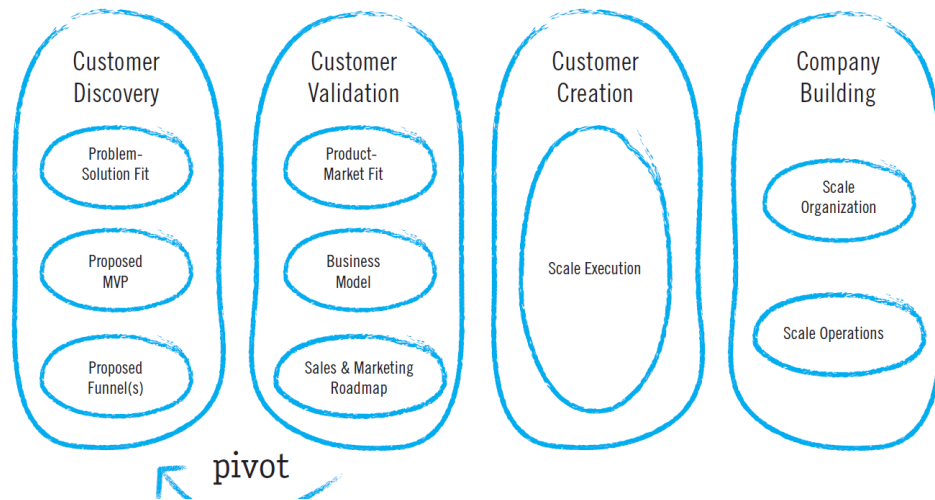 Customer
Discovery
Problem-
Solution Fit
Proposed
MVP
Proposed
Funnel(s)
Customer
Validation
Product-
Market Fit
Business
Model
Sales & Marketing
Roadmap
Customer
Creation
Scale Execution
Company
Building
Scale
Organization
Scale Operations
pivot